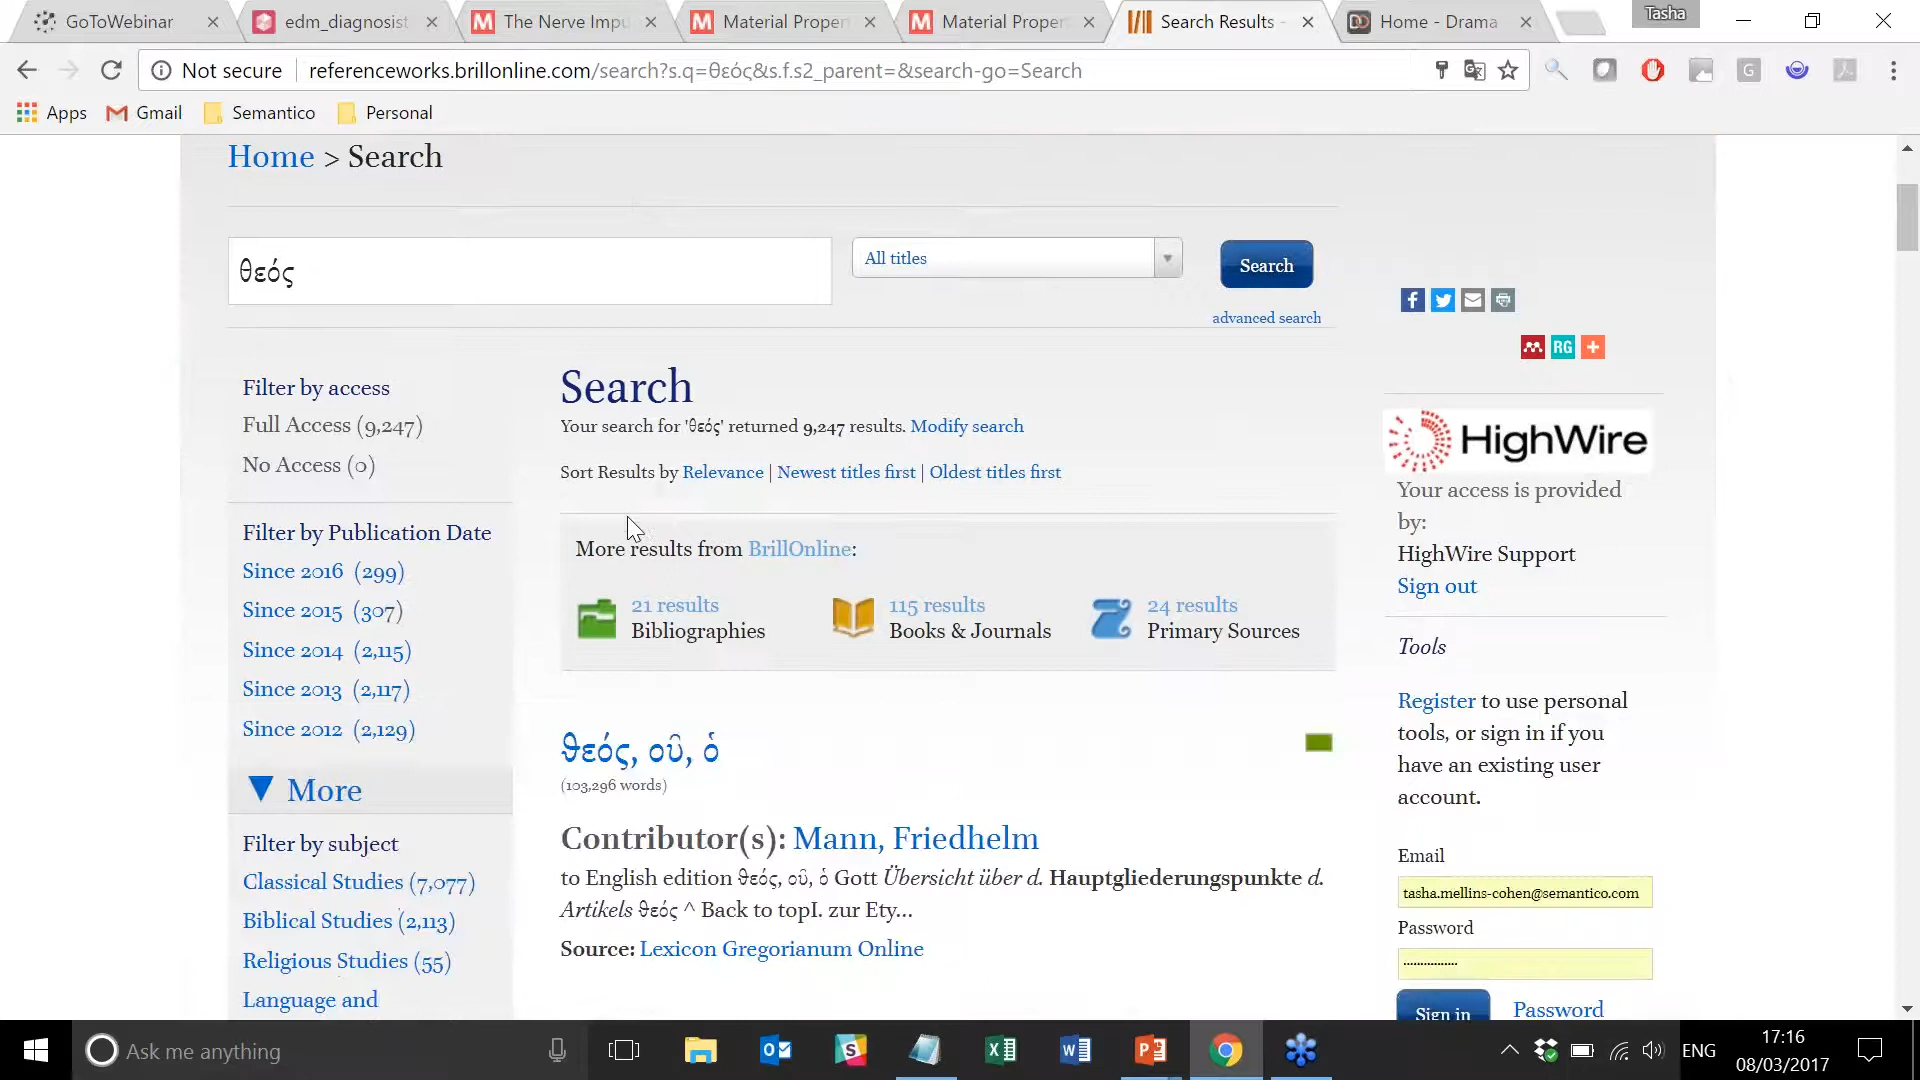 GoToWebinar
edm_diagnosist
The Nerve Impu
Material Proper
Material Proper
Search Results -
Home - Drama
Tasha
Not secure
referenceworks.brillonline.com/search?s.q=θεός&s.f.s2_parent=&search-go=Search
Apps
Gmail
Semantico
Personal
Home > Search
θεός
All titles
Search
advanced search
Filter by access
Full Access (9,247)
No Access (0)
Filter by Publication Date
Since 2016 (299)
Since 2015 (307)
Since 2014 (2,115)
Since 2013 (2,117)
Since 2012 (2,129)
More
Filter by subject
Classical Studies (7,077)
Biblical Studies (2,113)
Religious Studies (55)
Language and
Search
Your search for 'θεός' returned 9,247 results. Modify search
Sort Results by Relevance | Newest titles first | Oldest titles first
More results from BrillOnline:
21 results
Bibliographies
115 results
Books & Journals
24 results
Primary Sources
ϑεός, οῦ, ὁ
(103,296 words)
Contributor(s): Mann, Friedhelm
to English edition ϑεός, οῦ, ὁ Gott Übersicht über d. Hauptgliederungspunkte d.
Artikels ϑεός ^ Back to topI. zur Ety...
Source: Lexicon Gregorianum Online
RG
HighWire
Your access is provided
by:
HighWire Support
Sign out
Tools
Register to use personal
tools, or sign in if you
have an existing user
account.
Email
tasha.mellins-cohen@semantico.com
Password
Sign in
Password
Ask me anything
ENG
17:16
08/03/2017